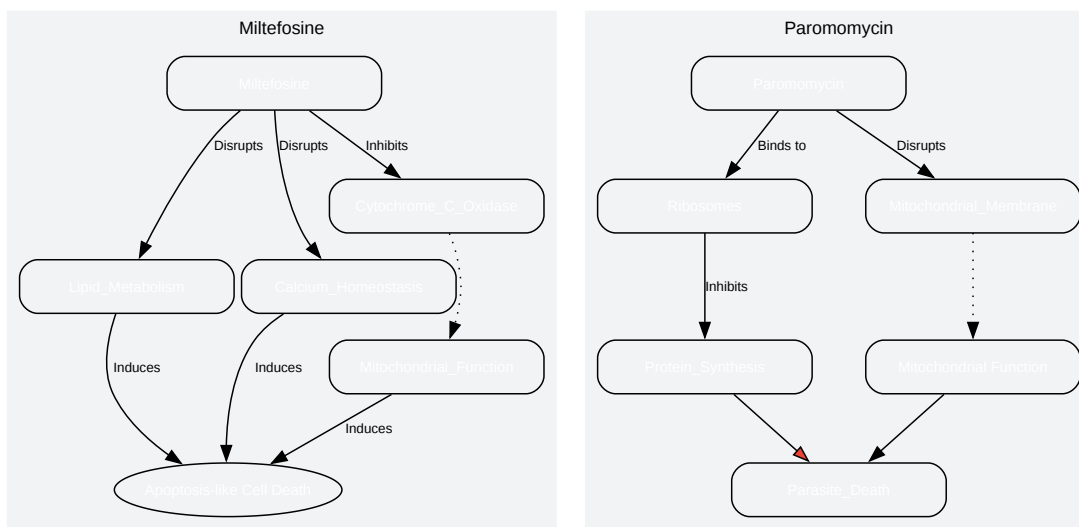 Miltefosine
Miltefosine
Disrupts
Disrupts
Inhibits
Cytochrome_C_Oxidase
Lipid_Metabolism
Calcium_Homeostasis
Mitochondrial_Function
Induces
Induces
Induces
Apoptosis-like Cell Death
Paromomycin
Paromomycin
Binds to
Disrupts
Ribosomes
Mitochondrial_Membrane
Inhibits
Protein_Synthesis
Mitochondrial Function
Parasite_Death